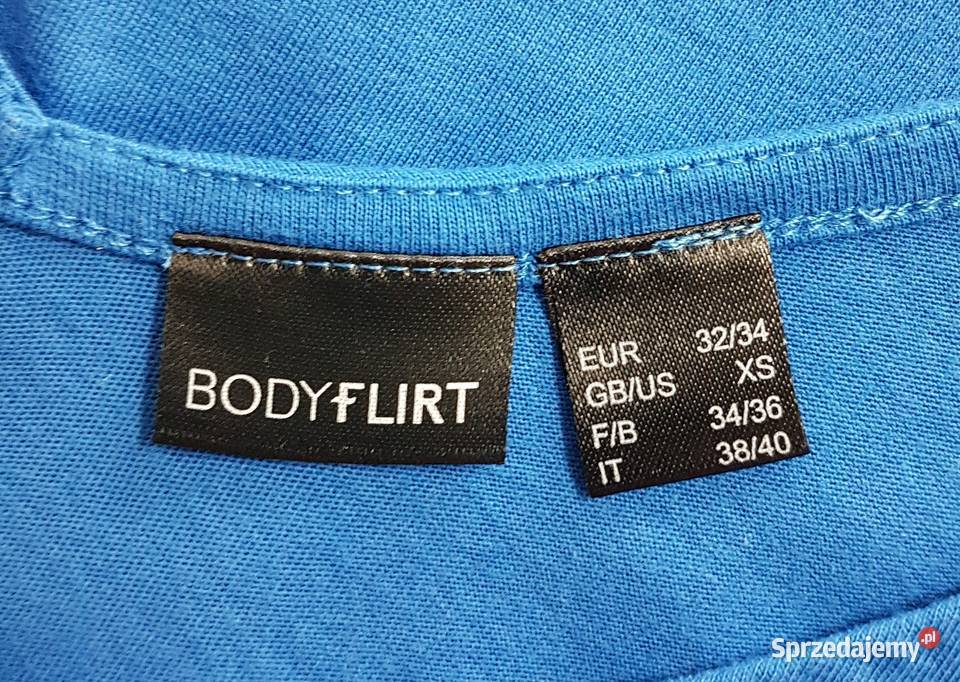 BODYFLIRT
EUR 32/34
GB/US XS
F/B 34/36
IT 38/40
Sprzedajemy.pl